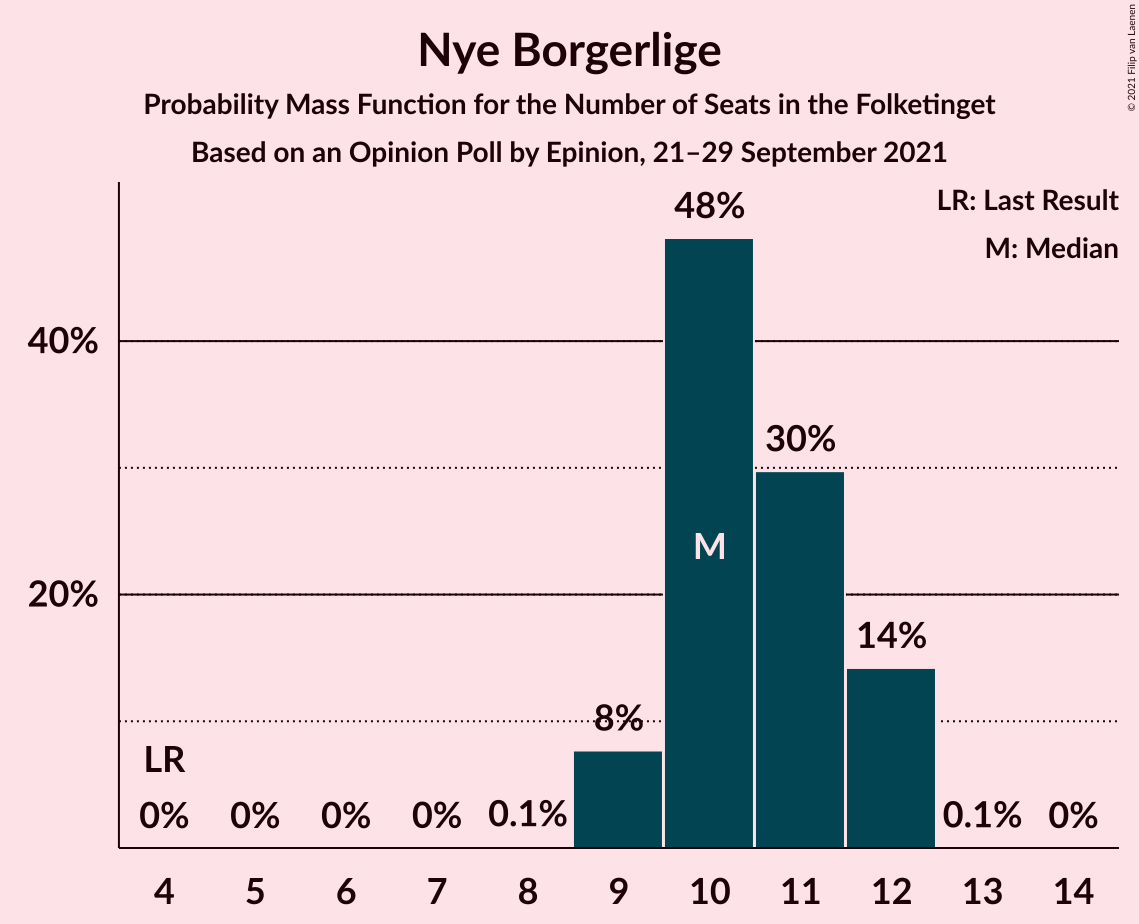 Nye Borgerlige
Probability Mass Function for the Number of Seats in the Folketinget
Based on an Opinion Poll by Epinion, 21–29 September 2021
© 2021 Filip van Laenen
LR: Last Result
M: Median
48%
40%
30%
M
20%
14%
8%
LR
0% 0% 0% 0% 0.1% 0.1% 0%
4 5 6 7 8 9 10 11 12 13 14